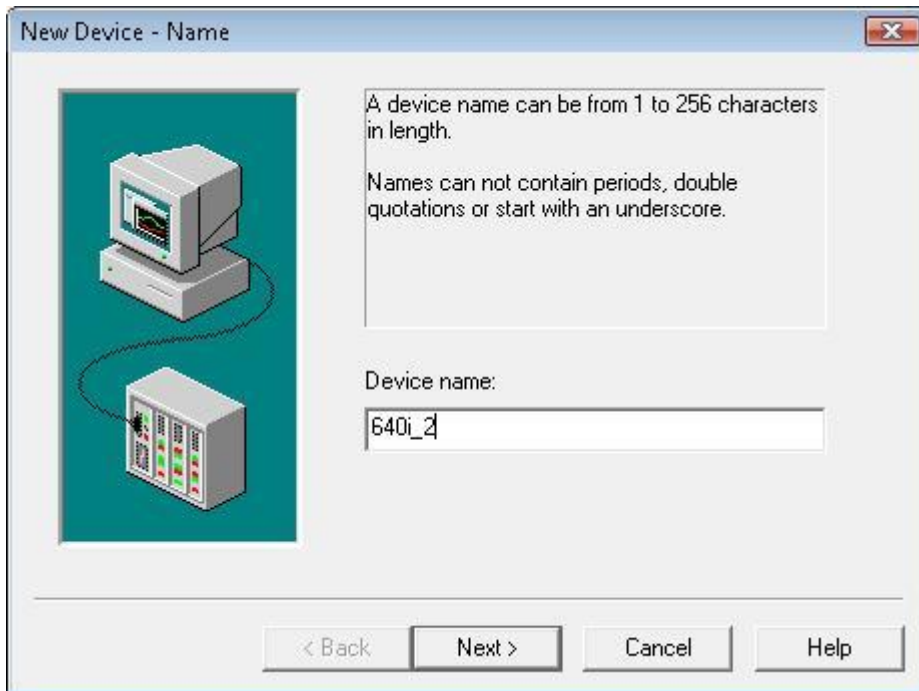 New Device - Name
A device name can be from 1 to 256 characters
in length.
Names can not contain periods, double
quotations or start with an underscore.
Device name:
640i_2
< Back
Next >
Cancel
Help